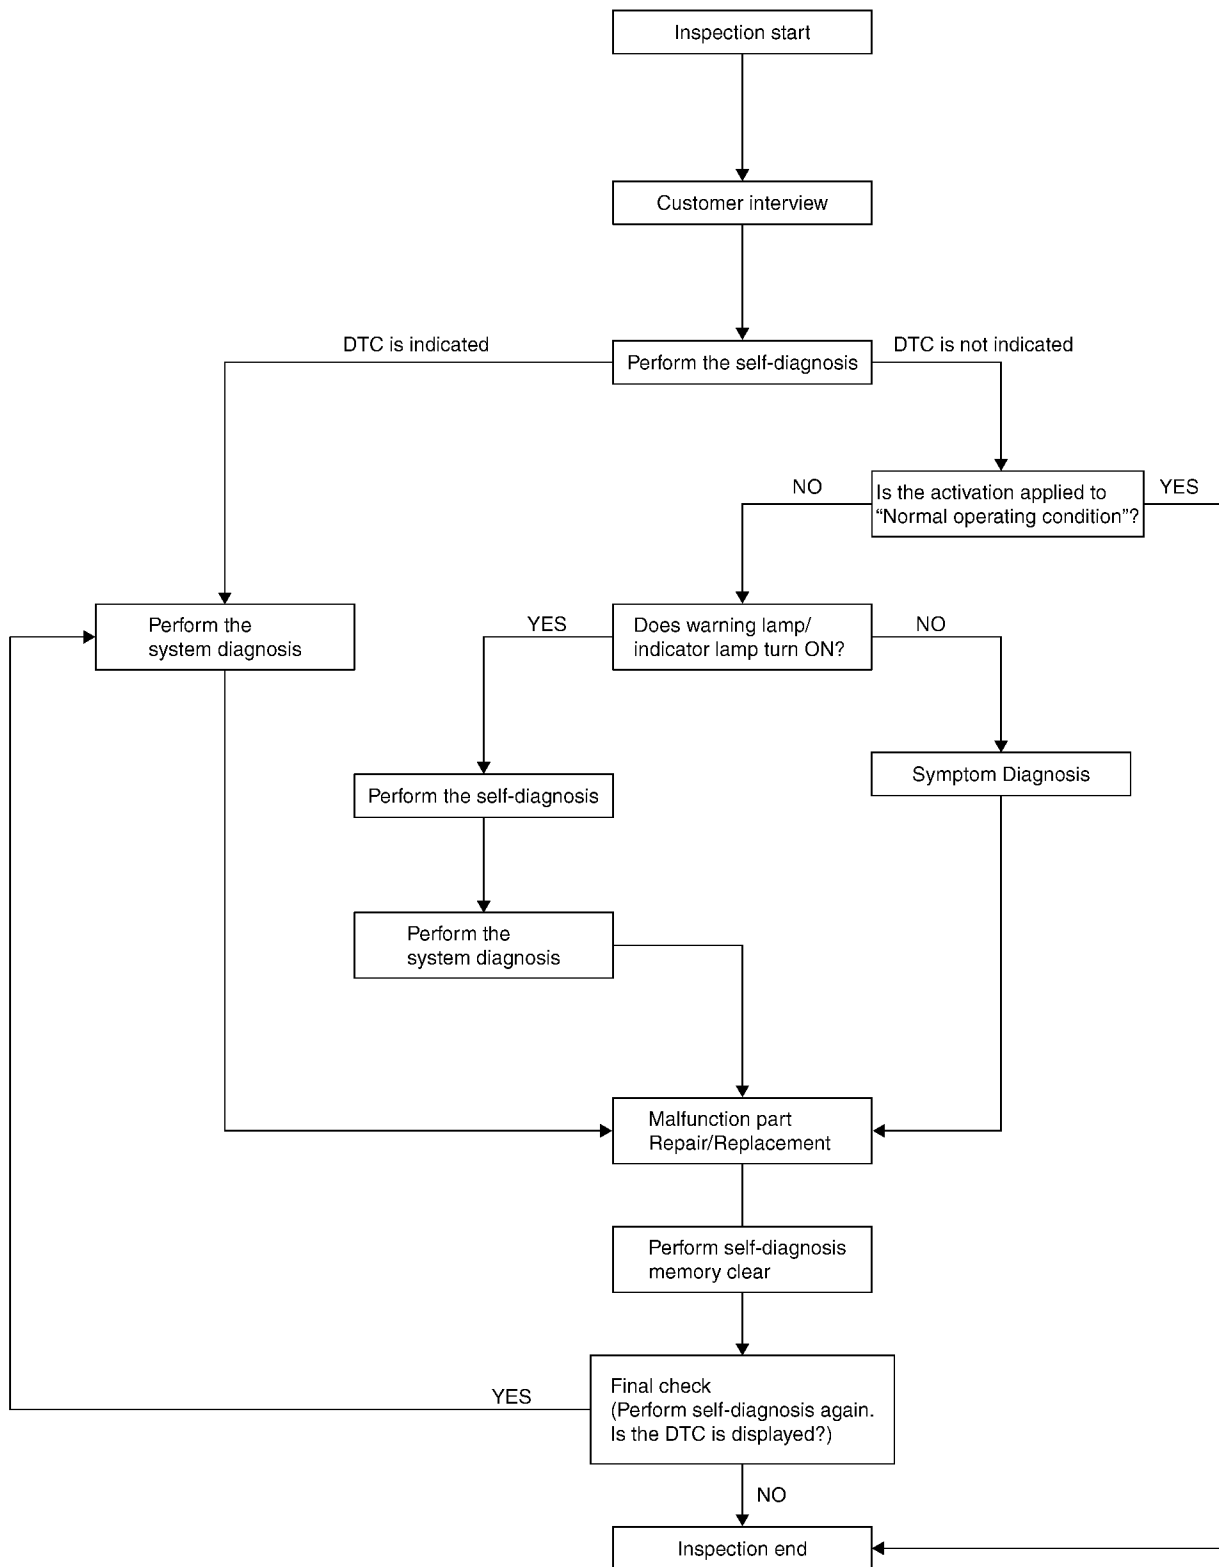 Inspection start
Customer interview
DTC is indicated
Perform the self-diagnosis
DTC is not indicated
NO
Is the activation applied to
“Normal operating condition”?
YES
Perform the
system diagnosis
YES
Does warning lamp/
indicator lamp turn ON?
NO
Perform the self-diagnosis
Symptom Diagnosis
Perform the
system diagnosis
Malfunction part
Repair/Replacement
Perform self-diagnosis
memory clear
YES
Final check
(Perform self-diagnosis again.
Is the DTC is displayed?)
NO
Inspection end